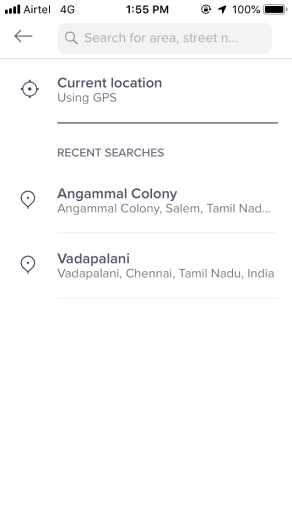 Airtel 4G 1:55 PM 100%
Search for area, street n...
Current location
Using GPS
RECENT SEARCHES
Angammal Colony
Angammal Colony, Salem, Tamil Nad...
Vadapalani
Vadapalani, Chennai, Tamil Nadu, India